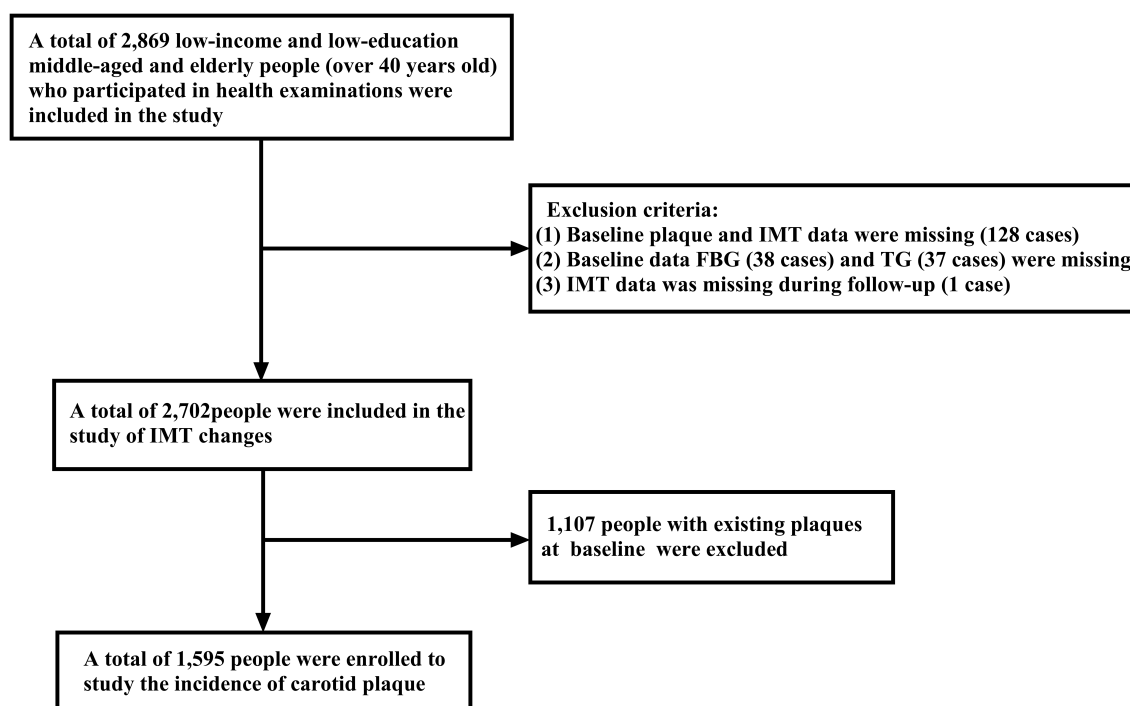 A total of 2,869 low-income and low-education
middle-aged and elderly people (over 40 years old)
who participated in health examinations were
included in the study
Exclusion criteria:
(1) Baseline plaque and IMT data were missing (128 cases)
(2) Baseline data FBG (38 cases) and TG (37 cases) were missing
(3) IMT data was missing during follow-up (1 case)
A total of 2,702people were included in the
study of IMT changes
1,107 people with existing plaques
at baseline were excluded
A total of 1,595 people were enrolled to
study the incidence of carotid plaque